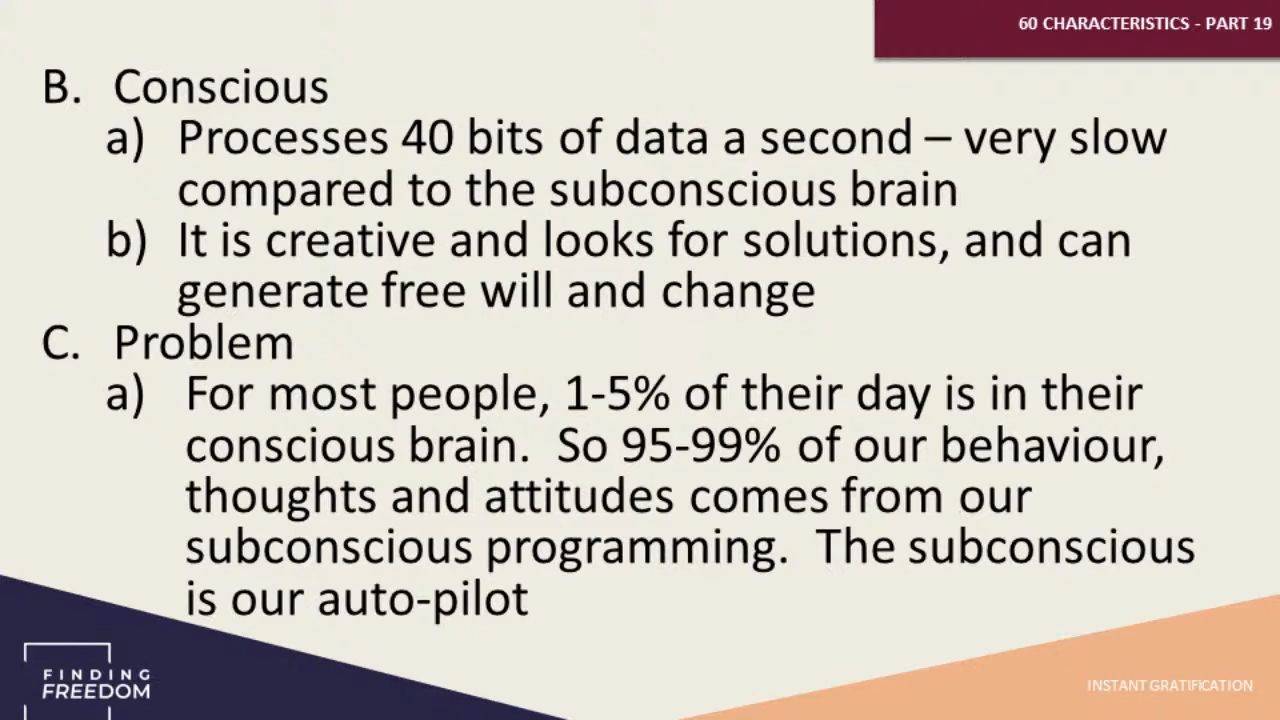 60 CHARACTERISTICS - PART 19
B. Conscious
a) Processes 40 bits of data a second – very slow
compared to the subconscious brain
b) It is creative and looks for solutions, and can
generate free will and change
C. Problem
a) For most people, 1-5% of their day is in their
conscious brain.  So 95-99% of our behaviour,
thoughts and attitudes comes from our
subconscious programming.  The subconscious
is our auto-pilot
FINDING
FREEDOM
INSTANT GRATIFICATION